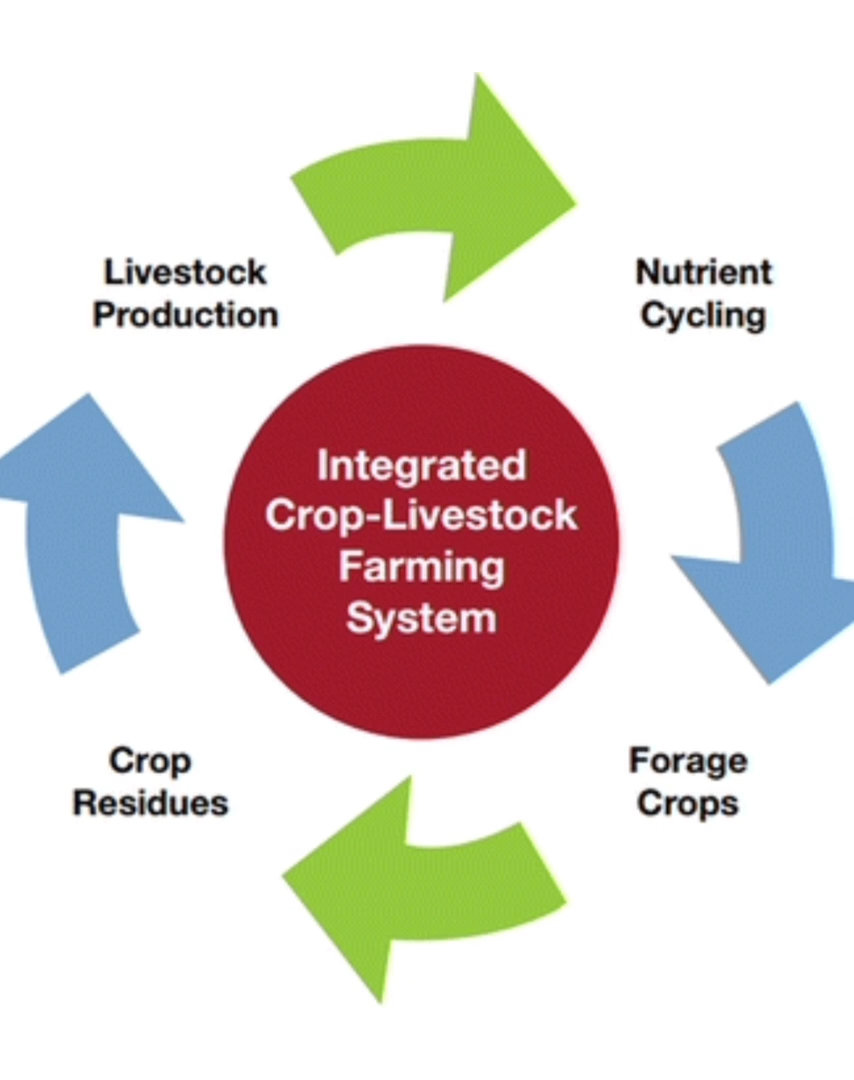 Livestock
Production
Nutrient
Cycling
Integrated
Crop-Livestock
Farming
System
Crop
Residues
Forage
Crops